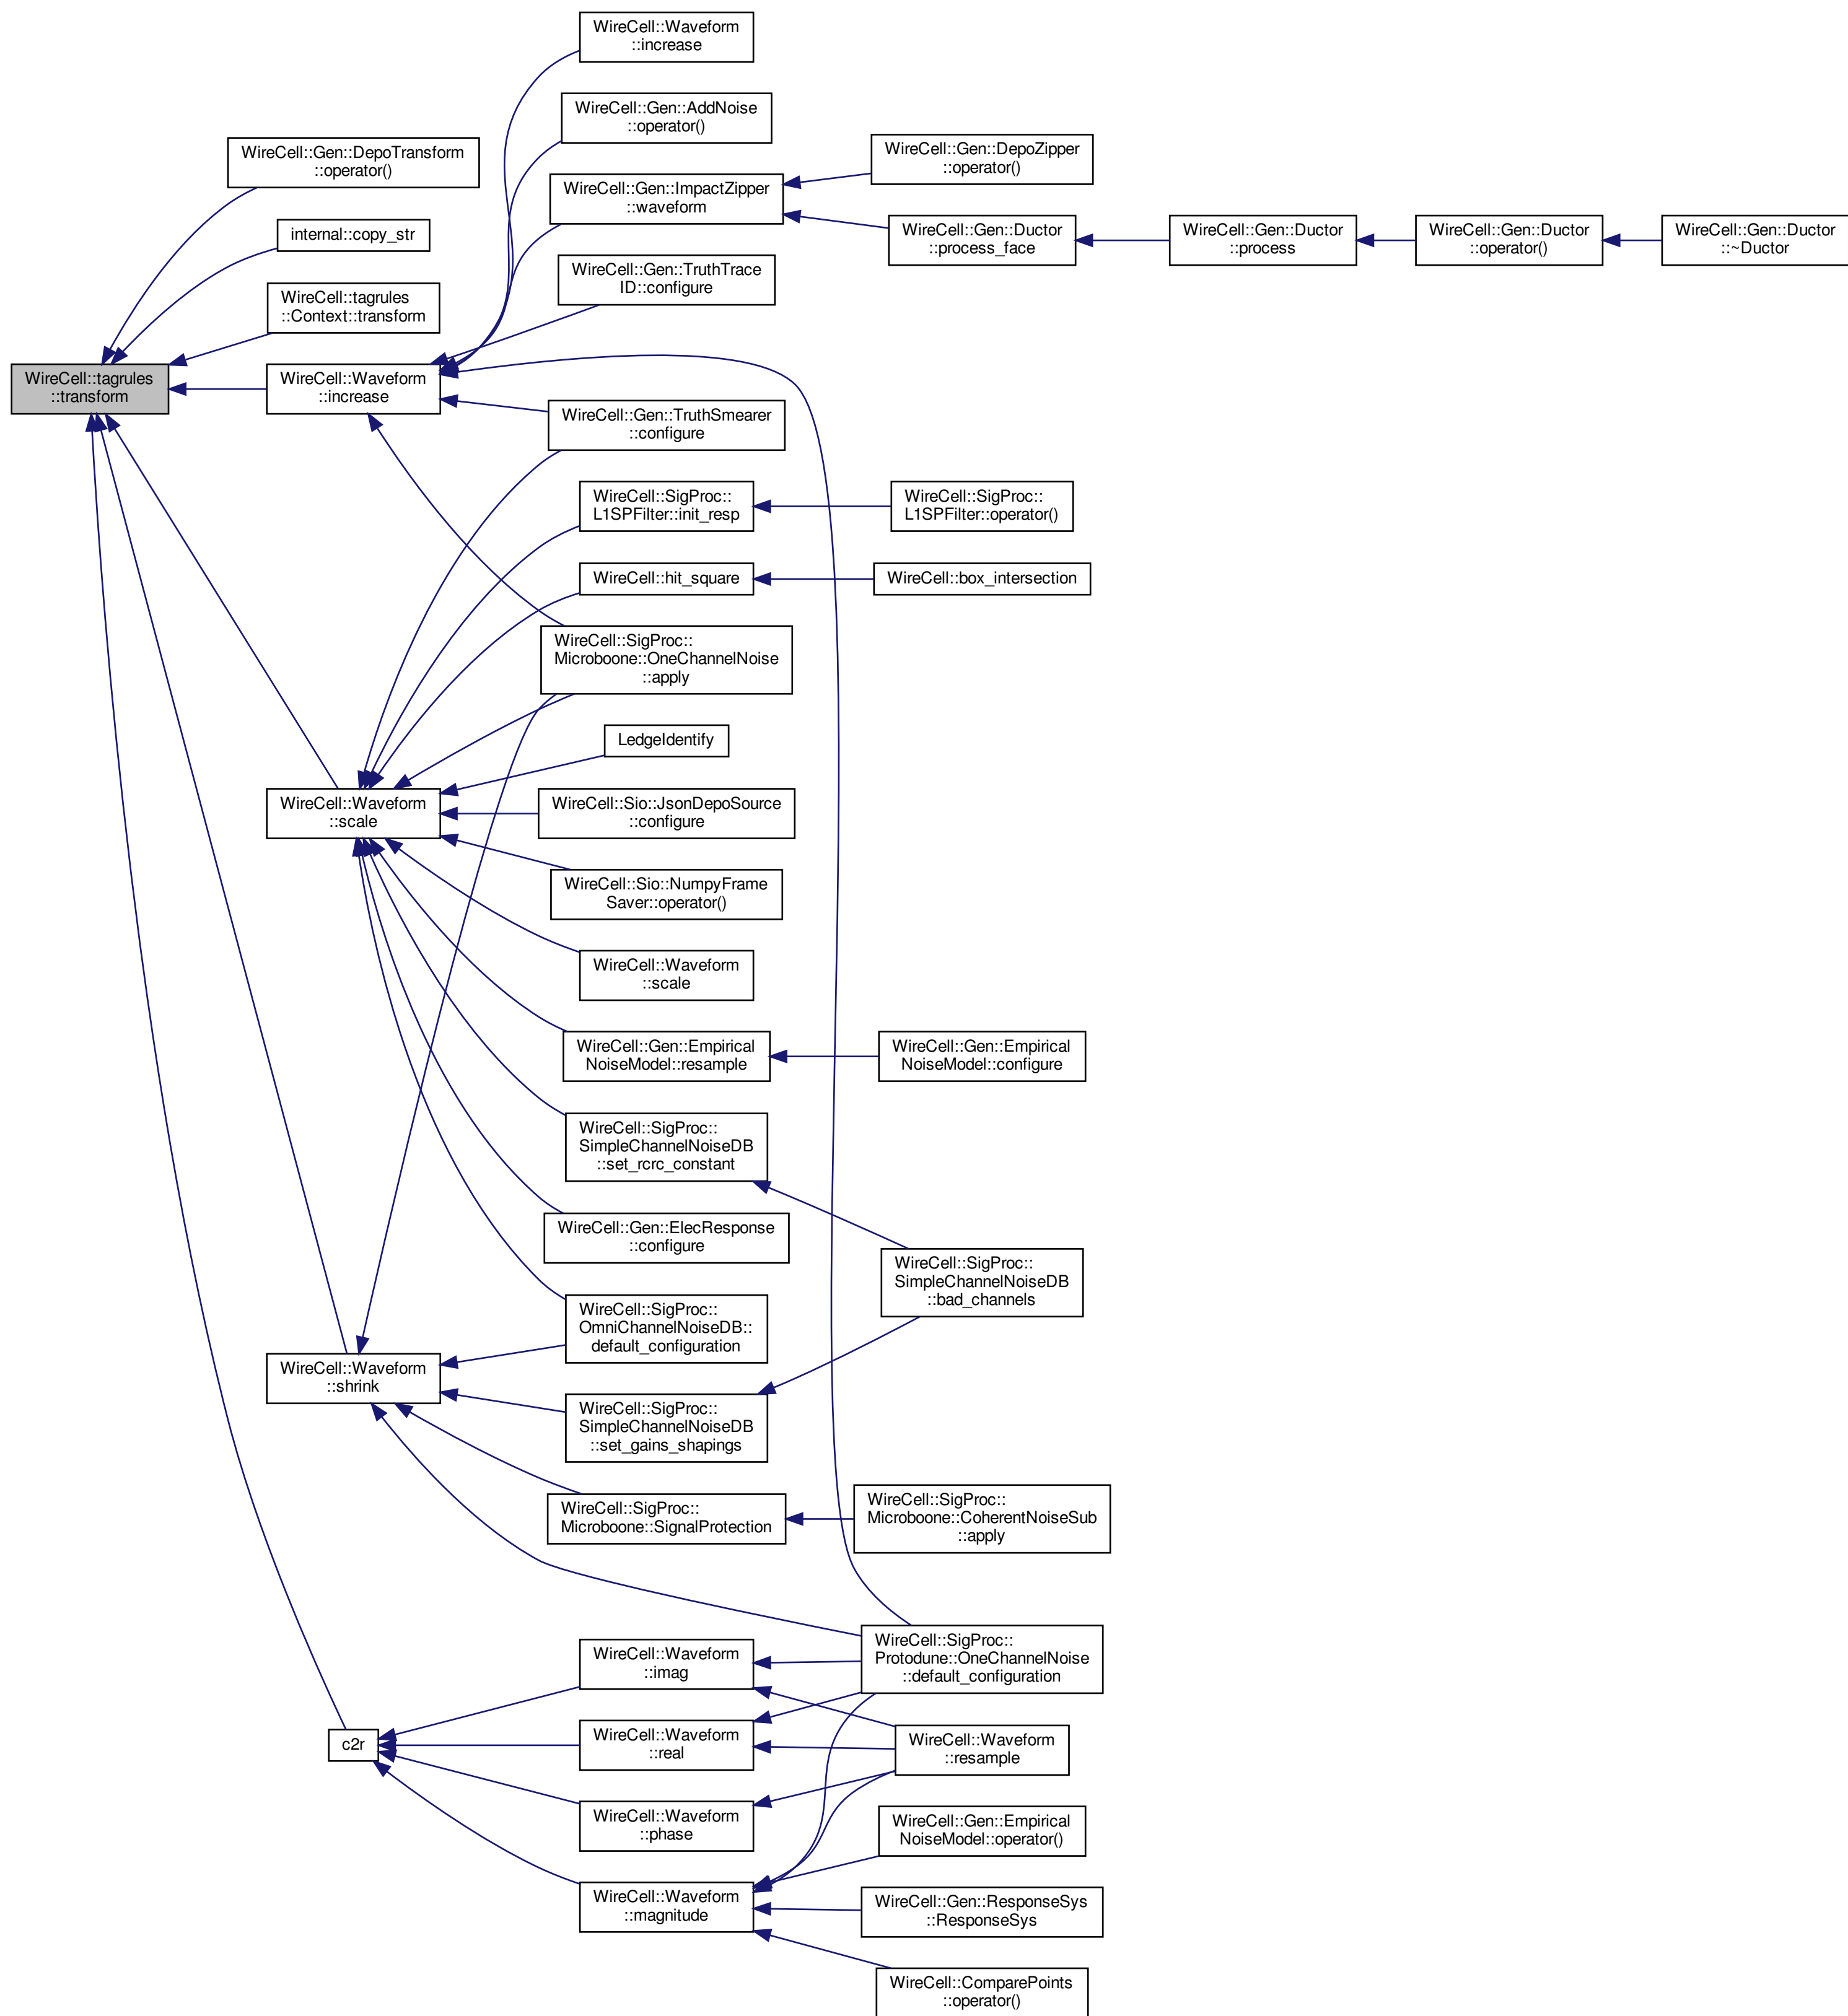 WireCell::Waveform
::increase
WireCell::Gen::AddNoise
::operator()
WireCell::Gen::DepoTransform
::operator()
WireCell::Gen::DepoZipper
::operator()
WireCell::Gen::ImpactZipper
::waveform
internal::copy_str
WireCell::Gen::Ductor
::process_face
WireCell::Gen::Ductor
::process
WireCell::Gen::Ductor
::operator()
WireCell::Gen::Ductor
::~Ductor
WireCell::Gen::TruthTrace
ID::configure
WireCell::tagrules
::Context::transform
WireCell::tagrules
::transform
WireCell::Waveform
::increase
WireCell::Gen::TruthSmearer
::configure
WireCell::SigProc::
L1SPFilter::init_resp
WireCell::SigProc::
L1SPFilter::operator()
WireCell::hit_square
WireCell::box_intersection
WireCell::SigProc::
Microboone::OneChannelNoise
::apply
LedgeIdentify
WireCell::Waveform
::scale
WireCell::Sio::JsonDepoSource
::configure
WireCell::Sio::NumpyFrame
Saver::operator()
WireCell::Waveform
::scale
WireCell::Gen::Empirical
NoiseModel::resample
WireCell::Gen::Empirical
NoiseModel::configure
WireCell::SigProc::
SimpleChannelNoiseDB
::set_rcrc_constant
WireCell::Gen::ElecResponse
::configure
WireCell::SigProc::
SimpleChannelNoiseDB
::bad_channels
WireCell::SigProc::
OmniChannelNoiseDB::
default_configuration
WireCell::Waveform
::shrink
WireCell::SigProc::
SimpleChannelNoiseDB
::set_gains_shapings
WireCell::SigProc::
Microboone::SignalProtection
WireCell::SigProc::
Microboone::CoherentNoiseSub
::apply
WireCell::SigProc::
Protodune::OneChannelNoise
::default_configuration
WireCell::Waveform
::imag
c2r
WireCell::Waveform
::real
WireCell::Waveform
::resample
WireCell::Waveform
::phase
WireCell::Gen::Empirical
NoiseModel::operator()
WireCell::Waveform
::magnitude
WireCell::Gen::ResponseSys
::ResponseSys
WireCell::ComparePoints
::operator()